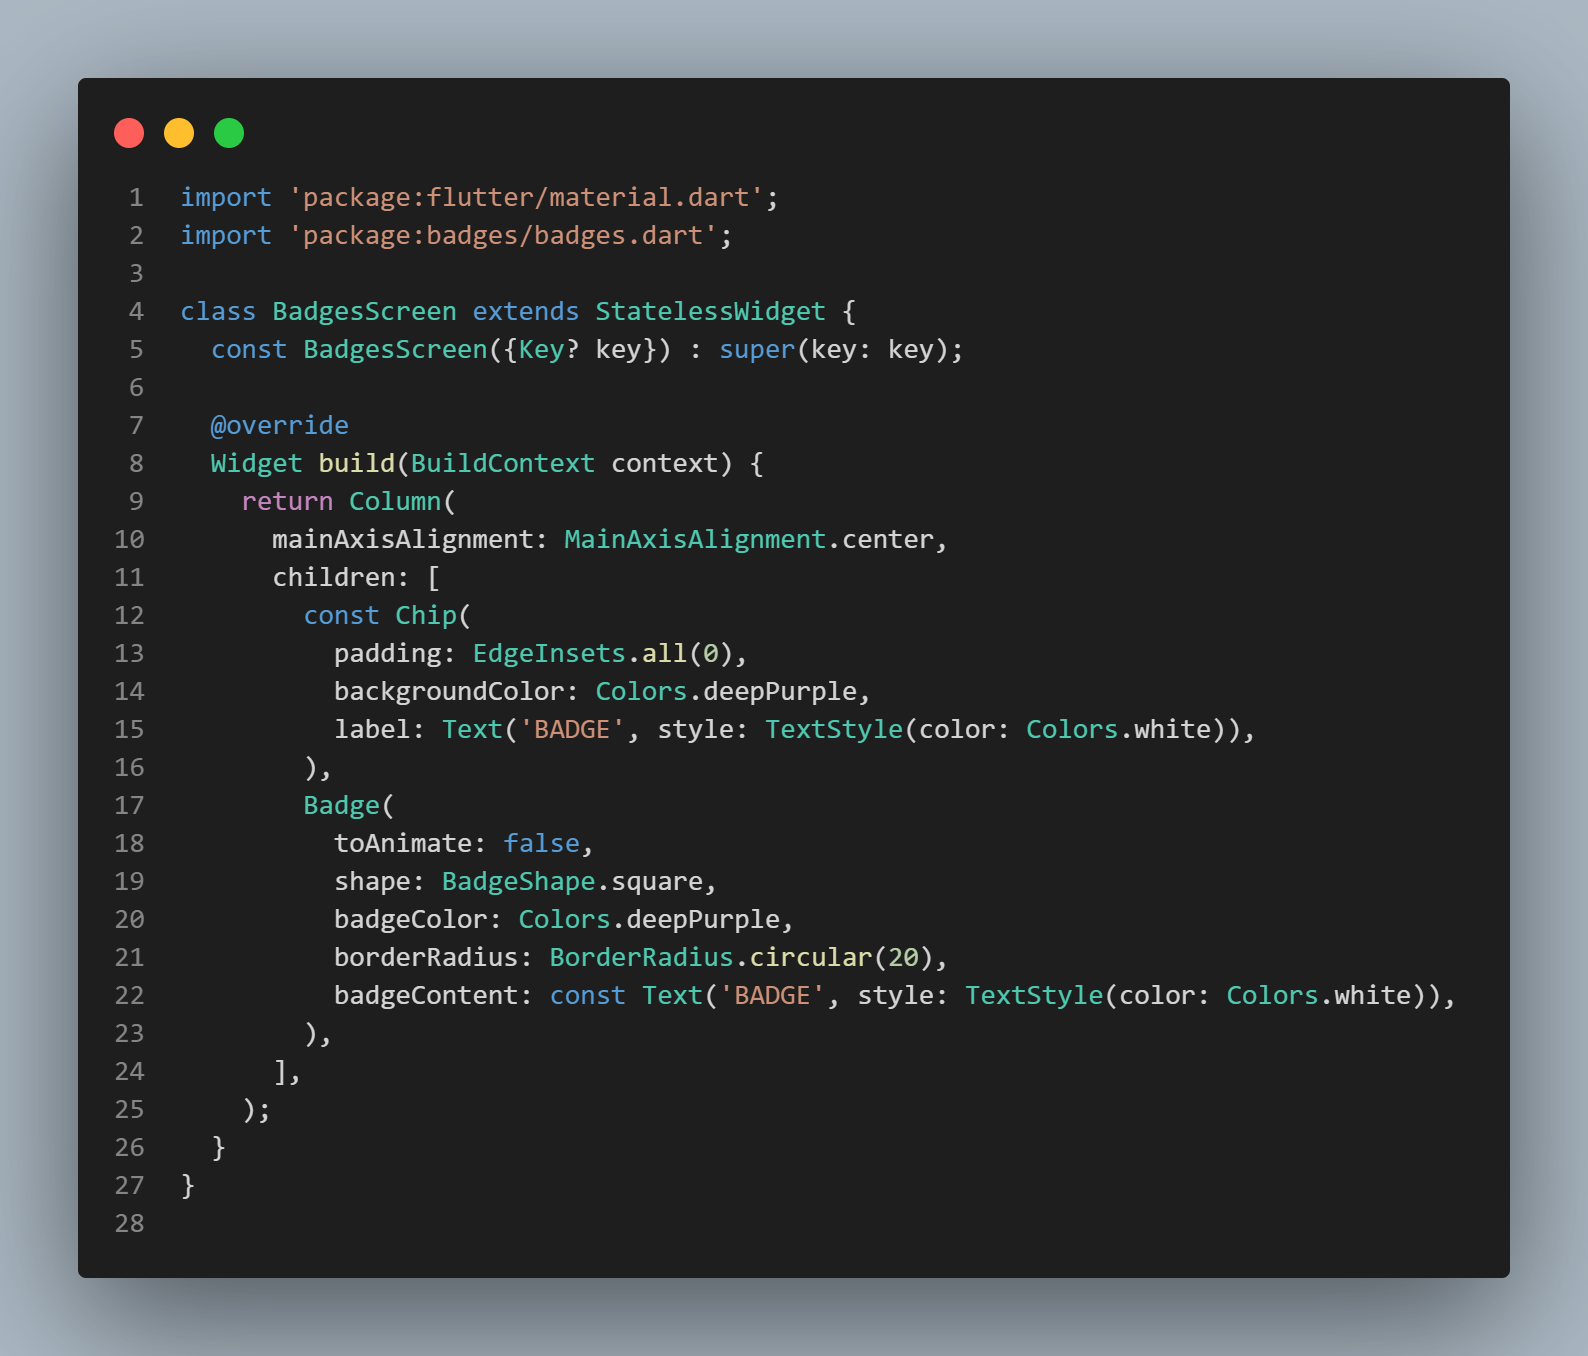 1 import 'package:flutter/material.dart';
2 import 'package:badges/badges.dart';
3
4 class BadgesScreen extends StatelessWidget {
5   const BadgesScreen({Key? key}) : super(key: key);
6
7   @override
8   Widget build(BuildContext context) {
9     return Column(
10       mainAxisAlignment: MainAxisAlignment.center,
11       children: [
12         const Chip(
13           padding: EdgeInsets.all(0),
14           backgroundColor: Colors.deepPurple,
15           label: Text('BADGE', style: TextStyle(color: Colors.white)),
16         ),
17         Badge(
18           toAnimate: false,
19           shape: BadgeShape.square,
20           badgeColor: Colors.deepPurple,
21           borderRadius: BorderRadius.circular(20),
22           badgeContent: const Text('BADGE', style: TextStyle(color: Colors.white)),
23         ),
24       ],
25     );
26   }
27 }
28